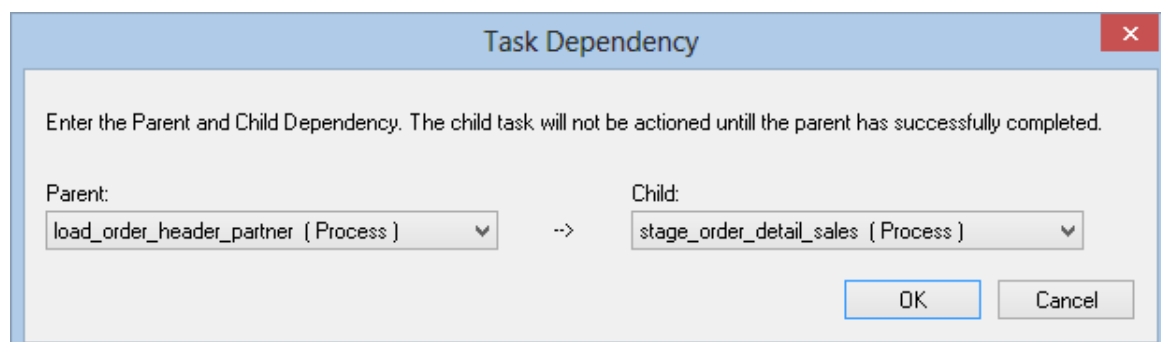 Task Dependency
Enter the Parent and Child Dependency. The child task will not be actioned untill the parent has successfully completed.
Parent:
Child:
load_order_header_partner ( Process )
-->
stage_order_detail_sales ( Process )
OK
Cancel